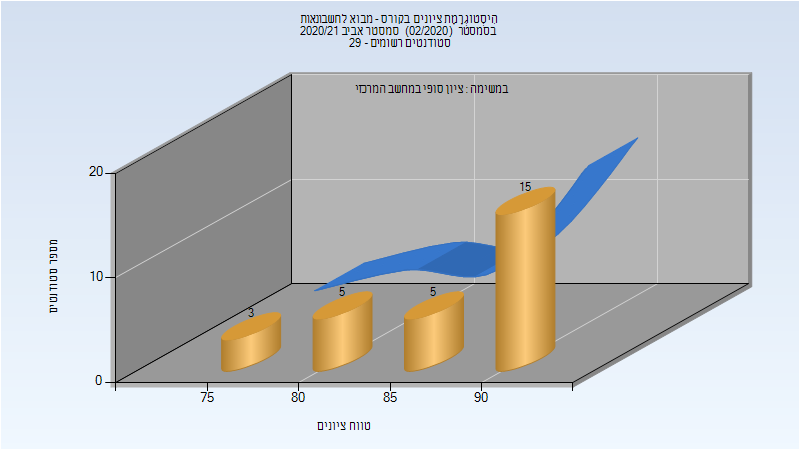 היסטוגרמת ציונים בקורס - מבוא לחשבונאות
בסמסטר (02/2020) סמסטר אביב 2020/21
סטודנטים רשומים - 29
במשימה : ציון סופי במחשב המרכזי
מספר סטודנטים
20
10
0
3
5
5
15
75
80
85
90
טווח ציונים